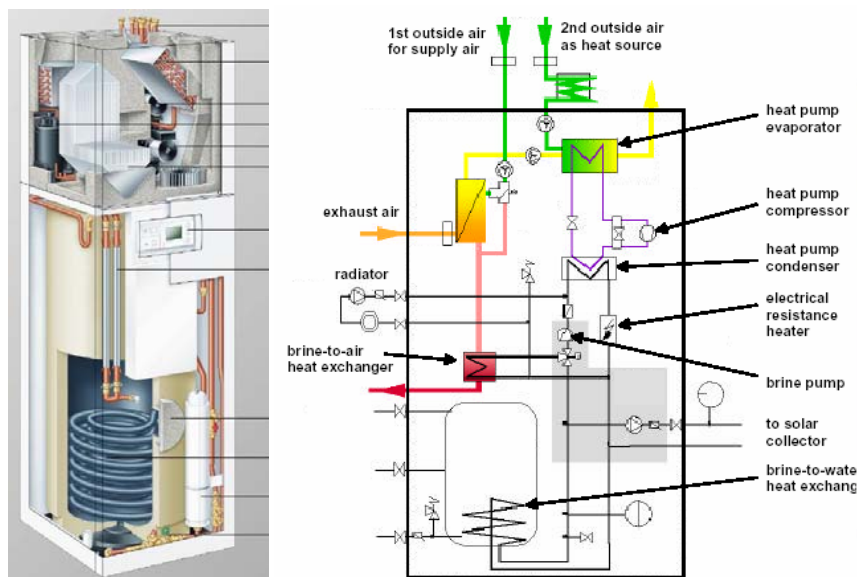 1st outside air
for supply air
2nd outside air
as heat source
heat pump
evaporator
exhaust air
heat pump
compressor
heat pump
condenser
radiator
electrical
resistance
heater
brine-to-air
heat exchanger
brine pump
to solar
collector
brine-to-wate
heat exchang